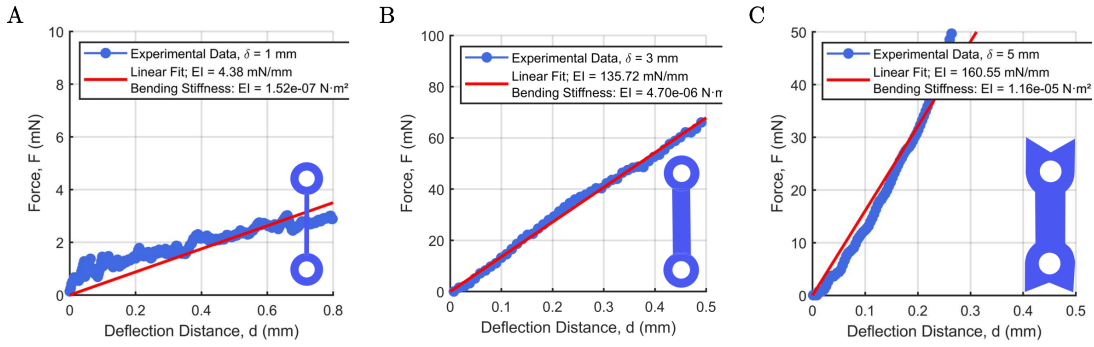 A
10
8
6
4
2
0
0
0.2
0.4
0.6
0.8
Force, F (mN)
Deflection Distance, d (mm)
Experimental Data, δ = 1 mm
Linear Fit; EI = 4.38 mN/mm
Bending Stiffness: EI = 1.52e-07 N·m²
B
100
80
60
40
20
0
0
0.1
0.2
0.3
0.4
0.5
Force, F (mN)
Deflection Distance, d (mm)
Experimental Data, δ = 3 mm
Linear Fit; EI = 135.72 mN/mm
Bending Stiffness: EI = 4.70e-06 N·m
C
50
40
30
20
10
0
0
0.1
0.2
0.3
0.4
0.5
Force, F (mN)
Deflection Distance, d (mm)
Experimental Data, δ = 5 mm
Linear Fit; EI = 160.55 mN/mm
Bending Stiffness: EI = 1.16e-05 N·m²